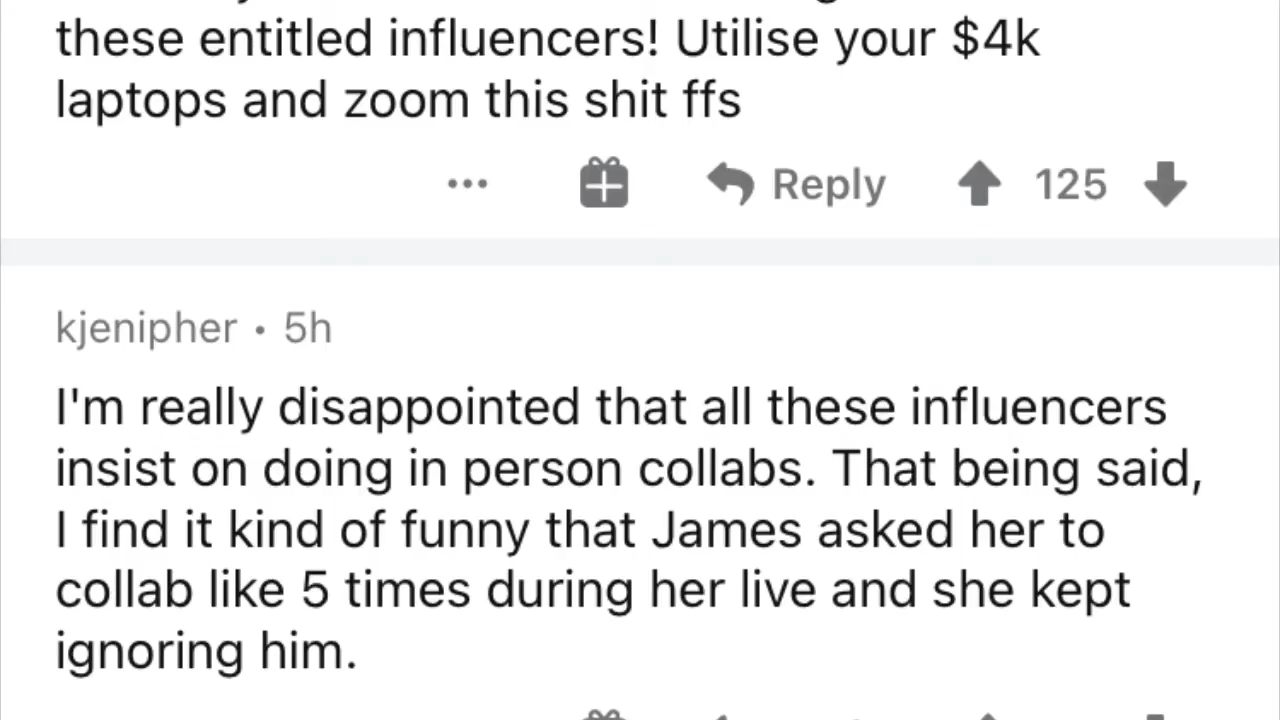 these entitled influencers! Utilise your $4k
laptops and zoom this shit ffs
Reply 125
kjenipher • 5h
I'm really disappointed that all these influencers
insist on doing in person collabs. That being said,
I find it kind of funny that James asked her to
collab like 5 times during her live and she kept
ignoring him.